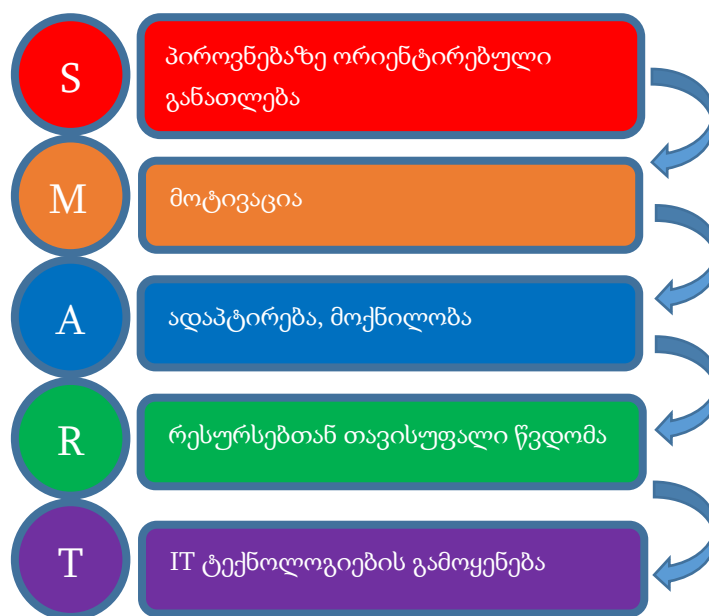 S
პიროვნებაზე ორიენტირებული
განათლება
M
მოტივაცია
A
ადაპტირება, მოქნილობა
R
რესურსებთან თავისუფალი წვდომა
T
IT ტექნოლოგიების გამოყენება